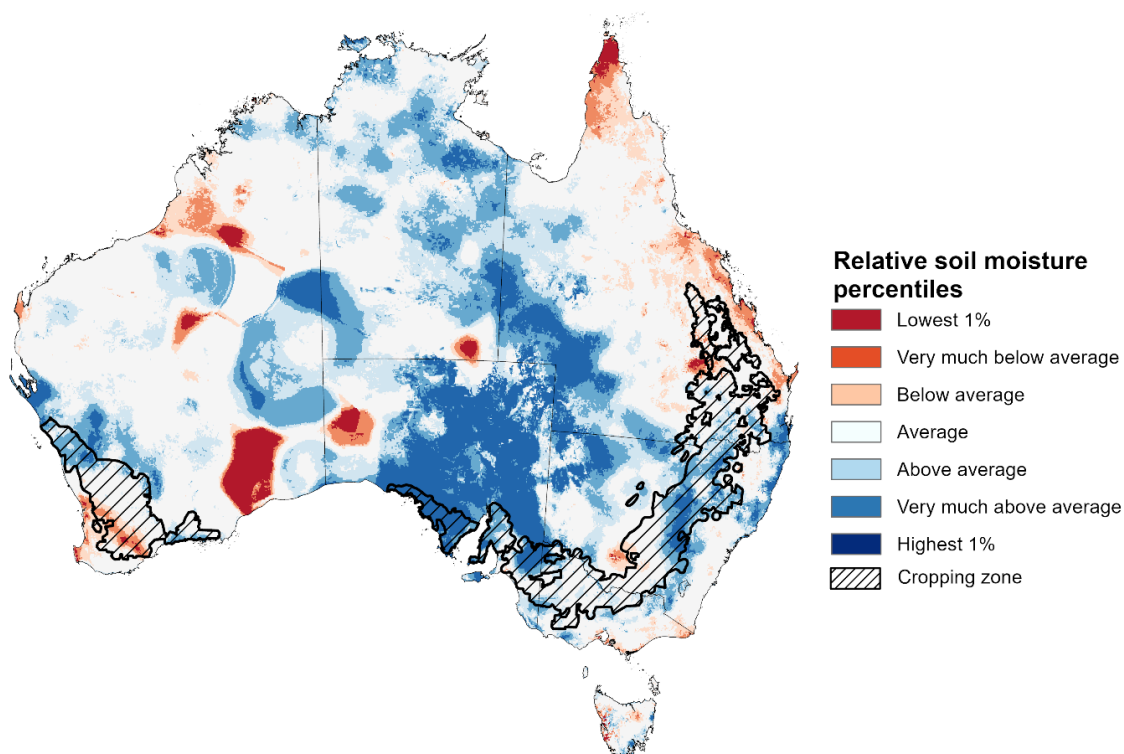 Relative soil moisture
percentiles
Lowest 1%
Very much below average
Below average
Average
Above average
Very much above average
Highest 1%
Cropping zone